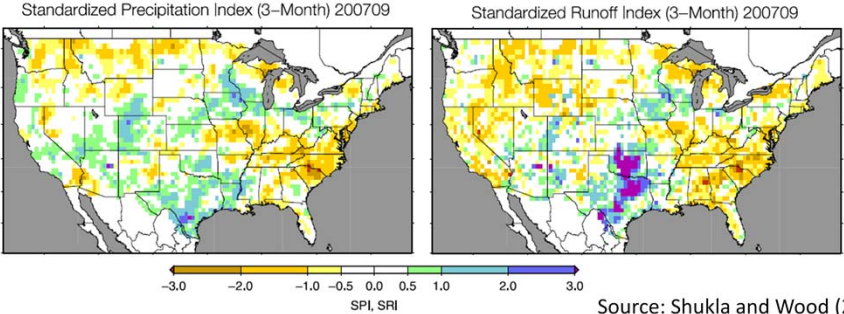 Standardized Precipitation Index (3−Month) 200709
Standardized Runoff Index (3−Month) 200709
−3.0 −2.0 −1.0 −0.5 0.0 0.5 1.0 2.0 3.0
SPI, SRI
Source: Shukla and Wood (2